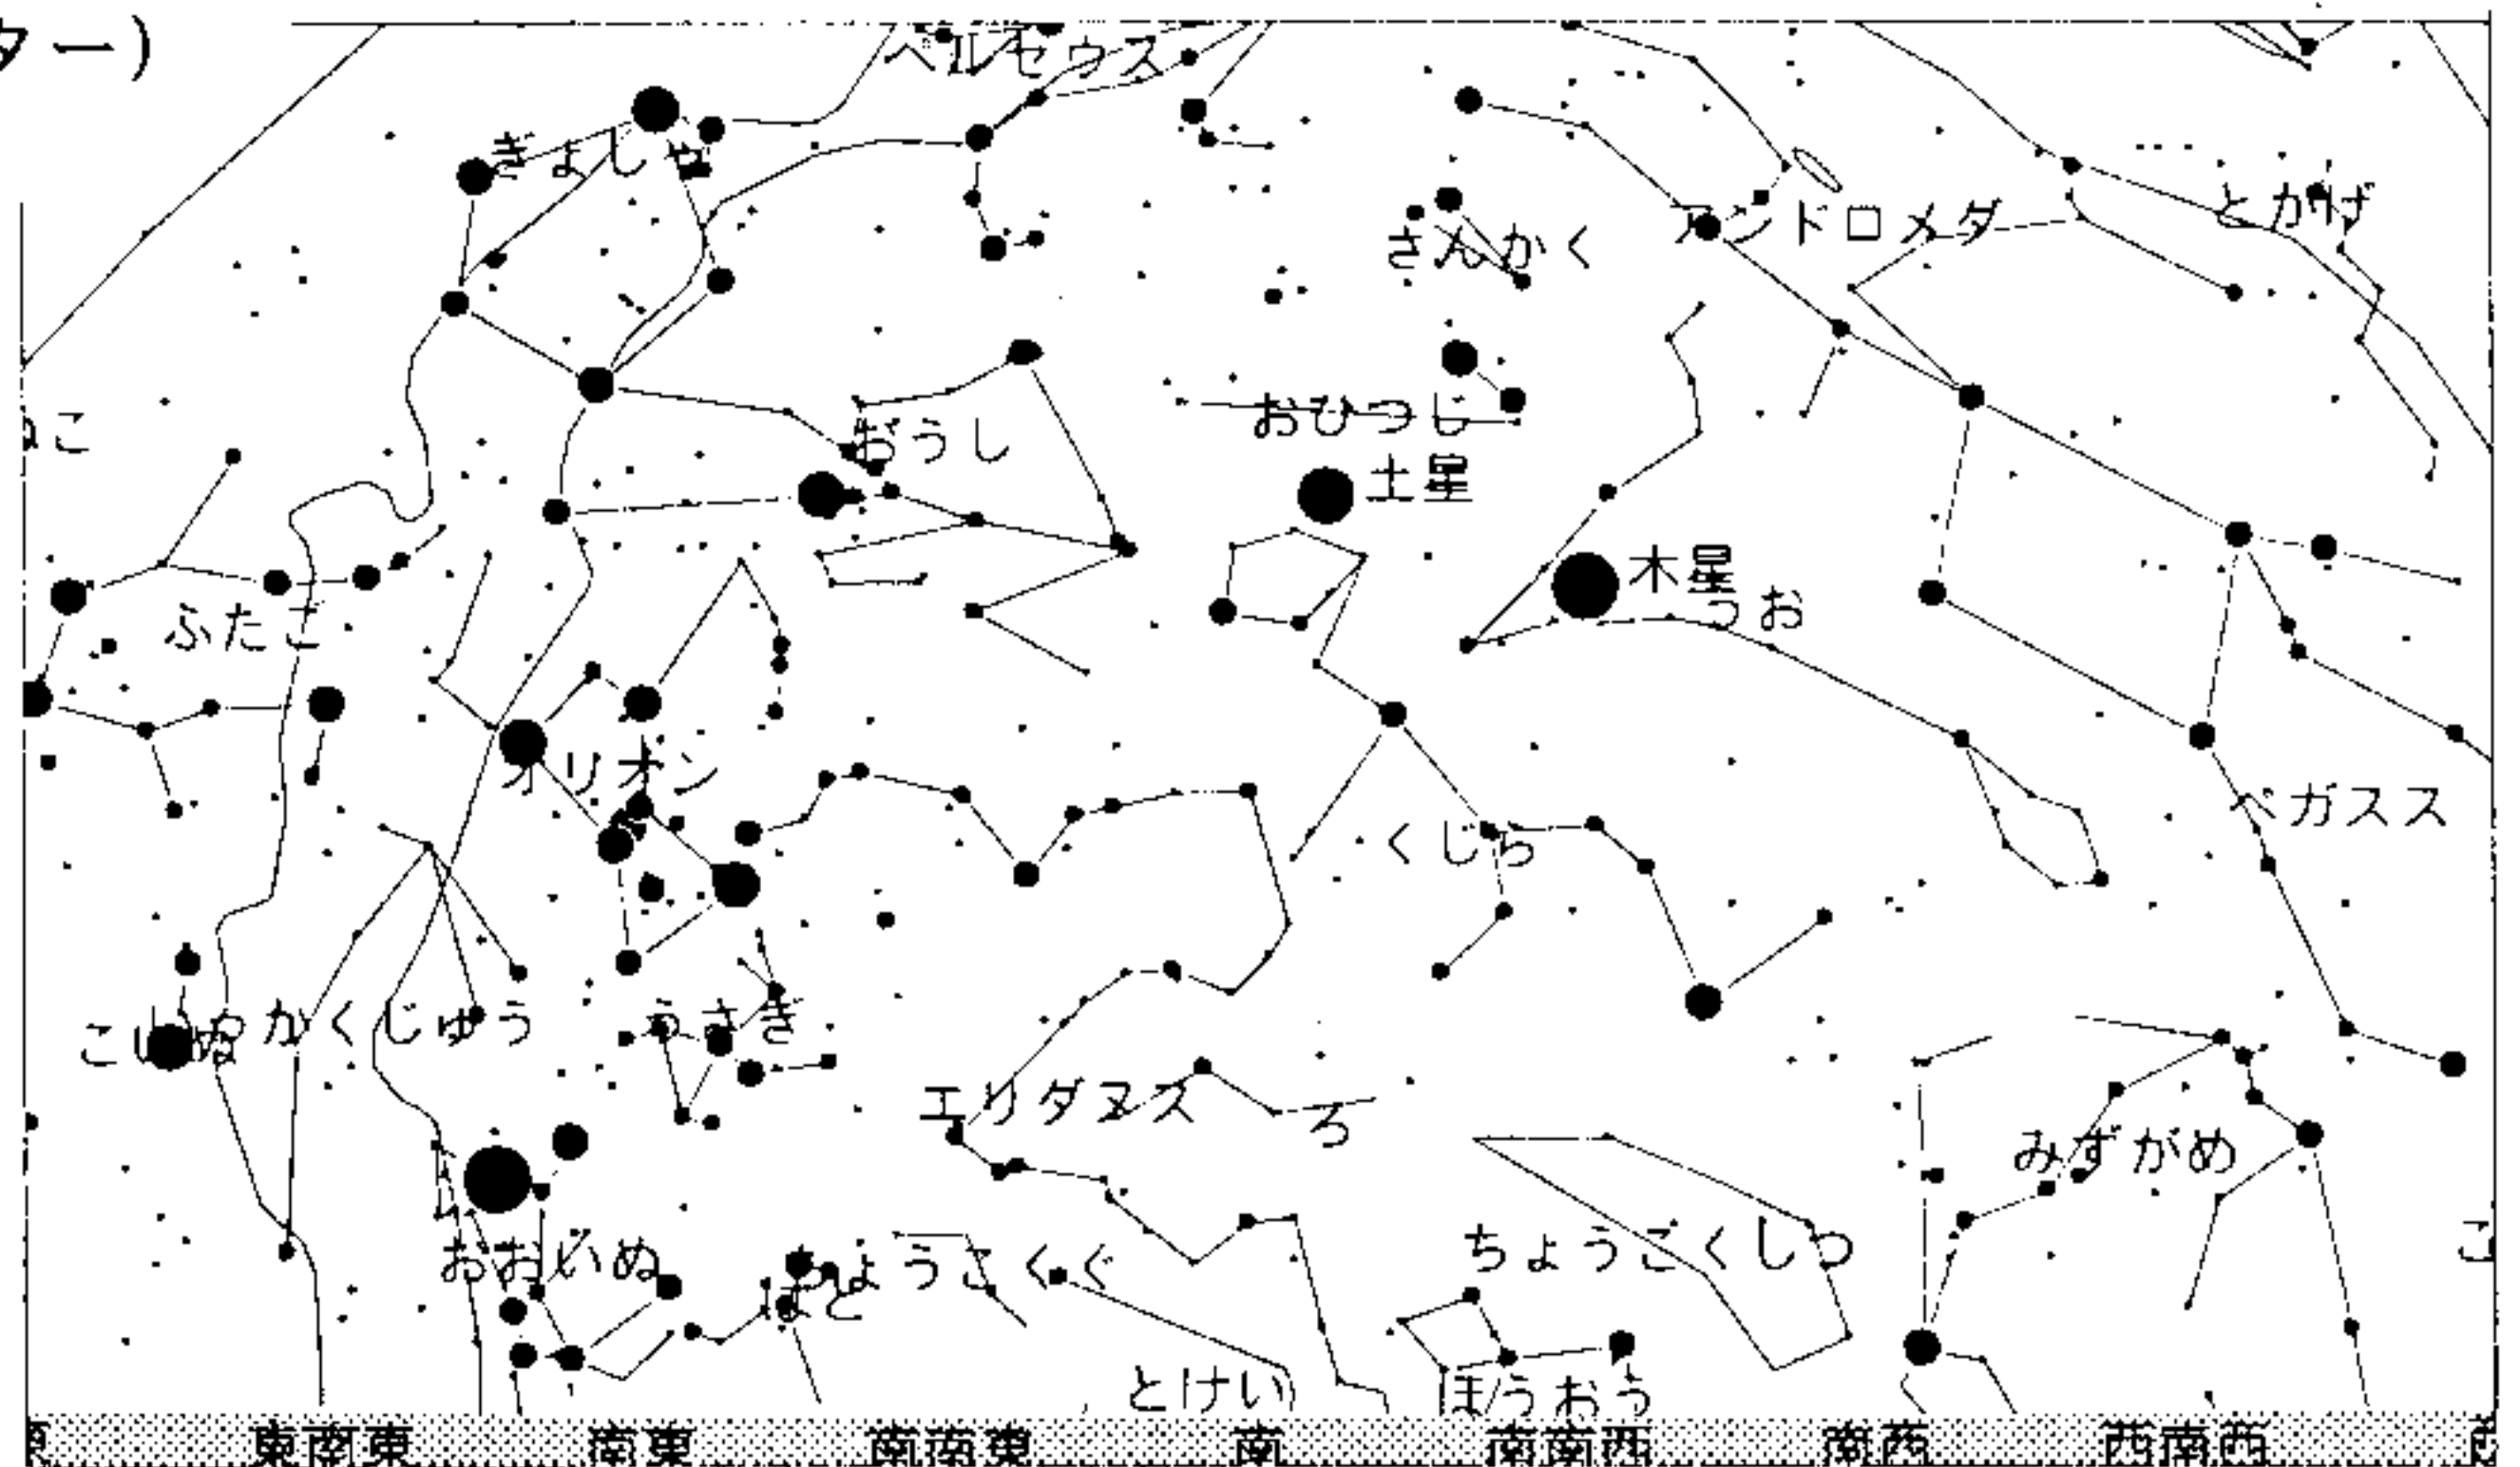 ター)
ペルセウス
ぎょしゃ
さんかく
アンドロメダ
とかげ
おうし
おひつじ
土星
木星
うお
ふたご
オリオン
くじら
ペガスス
こいぬ
いっかくじゅう
うさぎ
エリダヌス
ろ
みずがめ
おおいぬ
はと
ちょうこくぐ
ちょうこくしつ
とけい
ほうおう
東南東 南東 南南東 南 南南西 南西 西南西